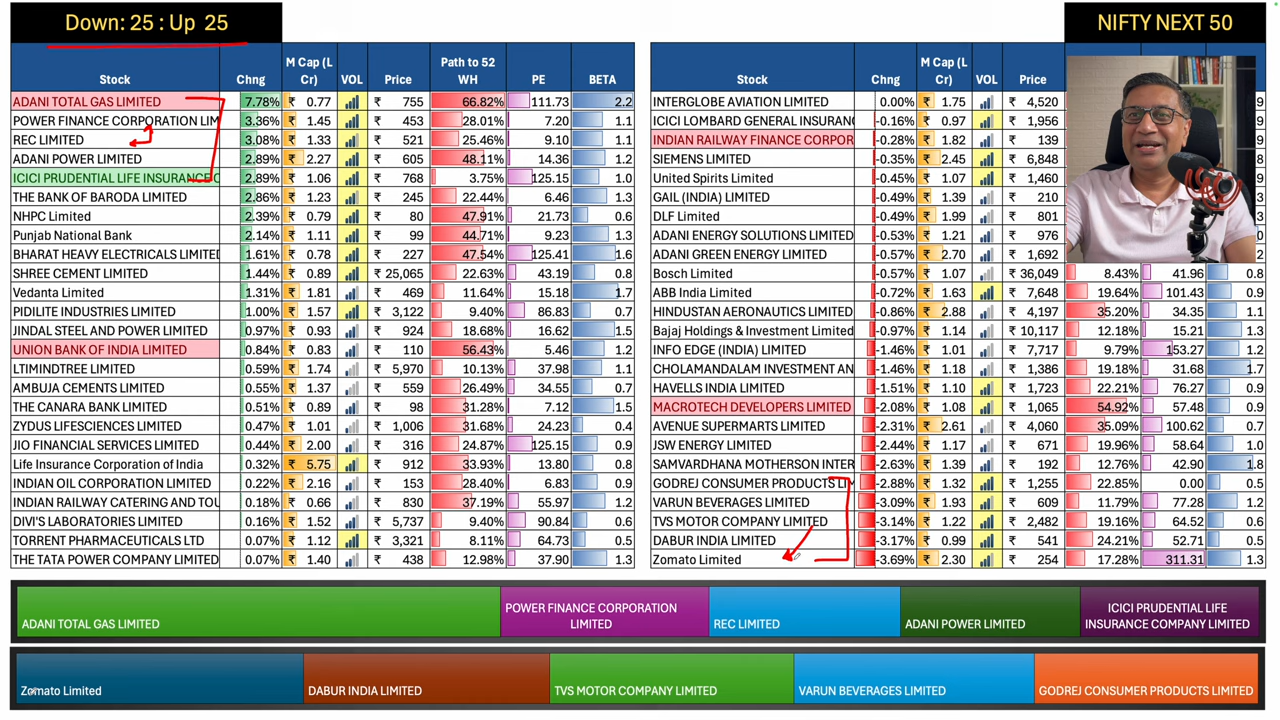 Down: 25 : Up 25
NIFTY NEXT 50
Stock Chng M Cap (L Cr) VOL Price Path to 52 WH PE BETA
ADANI TOTAL GAS LIMITED 7.78% ₹ 0.77 ₹ 755 66.82% 111.73 2.2
POWER FINANCE CORPORATION LIM 3.36% ₹ 1.45 ₹ 453 28.01% 7.20 1.1
REC LIMITED 3.08% ₹ 1.33 ₹ 521 25.46% 9.10 1.1
ADANI POWER LIMITED 2.89% ₹ 2.27 ₹ 605 48.11% 14.36 1.2
ICICI PRUDENTIAL LIFE INSURANCE C 2.89% ₹ 1.06 ₹ 768 3.75% 125.15 1.0
THE BANK OF BARODA LIMITED 2.86% ₹ 1.23 ₹ 245 22.44% 6.46 1.3
NHPC Limited 2.39% ₹ 0.79 ₹ 80 47.91% 21.73 0.6
Punjab National Bank 2.14% ₹ 1.11 ₹ 99 44.71% 9.23 1.3
BHARAT HEAVY ELECTRICALS LIMITED 1.61% ₹ 0.78 ₹ 227 47.54% 125.41 1.6
SHREE CEMENT LIMITED 1.44% ₹ 0.89 ₹ 25,065 22.63% 43.19 0.8
Vedanta Limited 1.31% ₹ 1.81 ₹ 469 11.64% 15.18 1.7
PIDILITE INDUSTRIES LIMITED 1.00% ₹ 1.57 ₹ 3,122 9.40% 86.83 0.7
JINDAL STEEL AND POWER LIMITED 0.97% ₹ 0.93 ₹ 924 18.68% 16.62 1.5
UNION BANK OF INDIA LIMITED 0.84% ₹ 0.83 ₹ 110 56.43% 5.46 1.2
LTIMINDTREE LIMITED 0.59% ₹ 1.74 ₹ 5,970 10.13% 37.98 1.1
AMBUJA CEMENTS LIMITED 0.55% ₹ 1.37 ₹ 559 26.49% 34.55 0.7
THE CANARA BANK LIMITED 0.51% ₹ 0.89 ₹ 98 31.28% 7.12 1.5
ZYDUS LIFESCIENCES LIMITED 0.47% ₹ 1.01 ₹ 1,006 31.68% 24.23 0.4
JIO FINANCIAL SERVICES LIMITED 0.44% ₹ 2.00 ₹ 316 24.87% 125.15 0.9
Life Insurance Corporation of India 0.32% ₹ 5.75 ₹ 912 33.93% 13.80 0.8
INDIAN OIL CORPORATION LIMITED 0.22% ₹ 2.16 ₹ 153 28.40% 6.83 0.9
INDIAN RAILWAY CATERING AND TOU 0.18% ₹ 0.66 ₹ 830 37.19% 55.97 1.2
DIVI'S LABORATORIES LIMITED 0.16% ₹ 1.52 ₹ 5,737 9.40% 90.84 0.6
TORRENT PHARMACEUTICALS LTD 0.07% ₹ 1.12 ₹ 3,321 8.11% 64.73 0.5
THE TATA POWER COMPANY LIMITED 0.07% ₹ 1.40 ₹ 438 12.98% 37.90 1.3
Stock Chng M Cap (L Cr) VOL Price
INTERGLOBE AVIATION LIMITED 0.00% ₹ 1.75 ₹ 4,520 9
ICICI LOMBARD GENERAL INSURANC -0.16% ₹ 0.97 ₹ 1,956 9
INDIAN RAILWAY FINANCE CORPOR -0.28% ₹ 1.82 ₹ 139 9
SIEMENS LIMITED -0.35% ₹ 2.45 ₹ 6,848 8
United Spirits Limited -0.45% ₹ 1.07 ₹ 1,460
GAIL (INDIA) LIMITED -0.49% ₹ 1.39 ₹ 210
DLF Limited -0.49% ₹ 1.99 ₹ 801
ADANI ENERGY SOLUTIONS LIMITED -0.53% ₹ 1.21 ₹ 976 0
ADANI GREEN ENERGY LIMITED -0.57% ₹ 2.70 ₹ 1,692 2
Bosch Limited -0.57% ₹ 1.07 ₹ 36,049 8.43% 41.96 0.8
ABB India Limited -0.72% ₹ 1.63 ₹ 7,648 19.64% 101.43 0.9
HINDUSTAN AERONAUTICS LIMITED -0.86% ₹ 2.88 ₹ 4,197 35.20% 34.35 1.1
Bajaj Holdings & Investment Limited -0.97% ₹ 1.14 ₹ 10,117 12.18% 15.21 1.3
INFO EDGE (INDIA) LIMITED -1.46% ₹ 1.01 ₹ 7,717 9.79% 153.27 1.2
CHOLAMANDALAM INVESTMENT AN -1.46% ₹ 1.18 ₹ 1,386 19.18% 31.68 1.7
HAVELLS INDIA LIMITED -1.51% ₹ 1.10 ₹ 1,723 22.21% 76.27 0.9
MACROTECH DEVELOPERS LIMITED -2.08% ₹ 1.08 ₹ 1,065 54.92% 57.48 0.9
AVENUE SUPERMARTS LIMITED -2.31% ₹ 2.61 ₹ 4,060 35.09% 100.62 0.7
JSW ENERGY LIMITED -2.44% ₹ 1.17 ₹ 671 19.96% 58.64 1.0
SAMVARDHANA MOTHERSON INTER -2.63% ₹ 1.39 ₹ 192 12.76% 42.90 1.8
GODREJ CONSUMER PRODUCTS LI -2.88% ₹ 1.32 ₹ 1,255 22.85% 0.00 0.5
VARUN BEVERAGES LIMITED -3.09% ₹ 1.93 ₹ 609 11.79% 77.28 1.2
TVS MOTOR COMPANY LIMITED -3.14% ₹ 1.22 ₹ 2,482 19.16% 64.52 0.6
DABUR INDIA LIMITED -3.17% ₹ 0.99 ₹ 541 24.21% 52.71 0.5
Zomato Limited -3.69% ₹ 2.30 ₹ 254 17.28% 311.31 1.3
ADANI TOTAL GAS LIMITED
POWER FINANCE CORPORATION
LIMITED
REC LIMITED
ADANI POWER LIMITED
ICICI PRUDENTIAL LIFE
INSURANCE COMPANY LIMITED
Zomato Limited
DABUR INDIA LIMITED
TVS MOTOR COMPANY LIMITED
VARUN BEVERAGES LIMITED
GODREJ CONSUMER PRODUCTS LIMITED